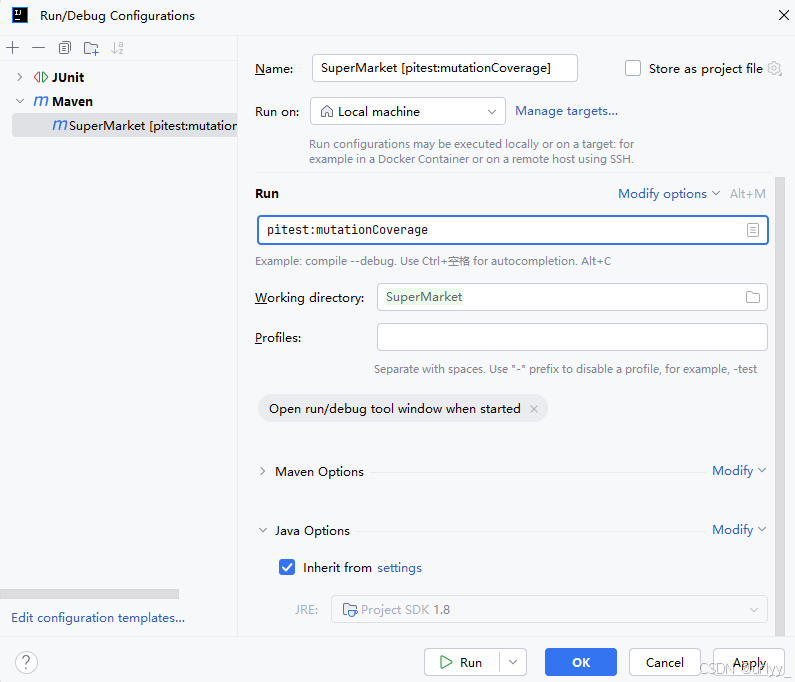 Run/Debug Configurations
JUnit
Maven
SuperMarket [pitest:mutation
Edit configuration templates...
Name: SuperMarket [pitest:mutationCoverage] Store as project file
Run on: Local machine Manage targets...
Run configurations may be executed locally or on a target: for
example in a Docker Container or on a remote host using SSH.
Run Modify options Alt+M
pitest:mutationCoverage
Example: compile --debug. Use Ctrl+空格 for autocompletion. Alt+C
Working directory: SuperMarket
Profiles:
Separate with spaces. Use "-" prefix to disable a profile, for example, -test
Open run/debug tool window when started
Maven Options Modify
Java Options Modify
Inherit from settings
JRE: Project SDK 1.8
? Run OK Cancel Apply